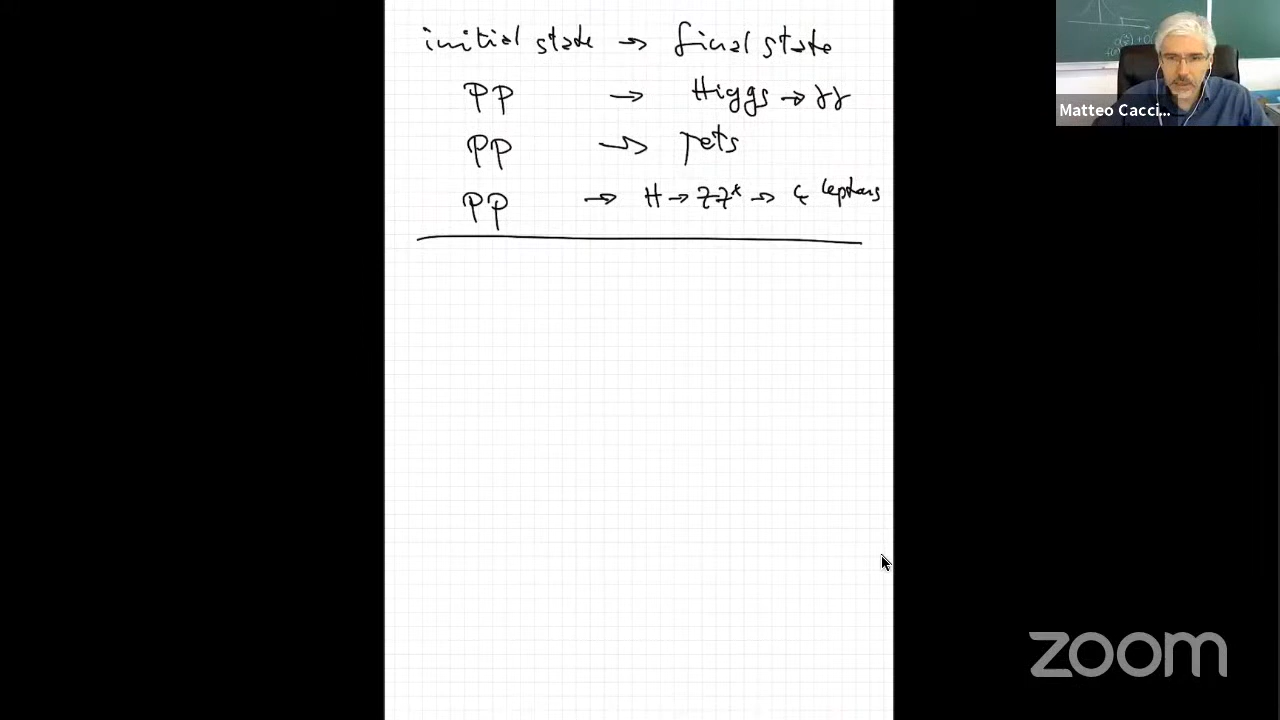 initial state → final state
PP → Higgs → γγ
PP → jets
PP → H → ZZ* → 4 leptons
Matteo Cacci...
zoom